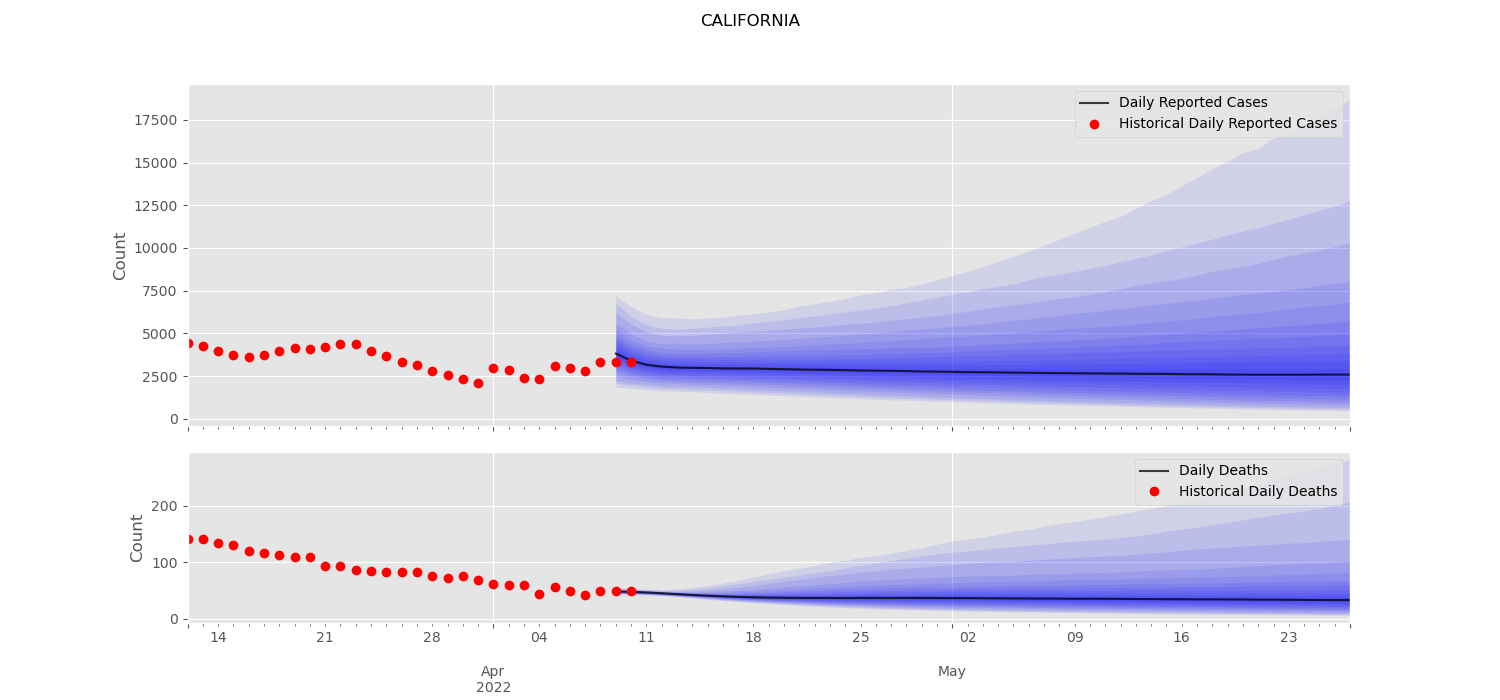 CALIFORNIA
Daily Reported Cases
Historical Daily Reported Cases
17500
15000
12500
10000
7500
5000
2500
0
Count
Daily Deaths
Historical Daily Deaths
200
100
0
Count
14 21 28 04 11 18 25 02 09 16 23
Apr May
2022